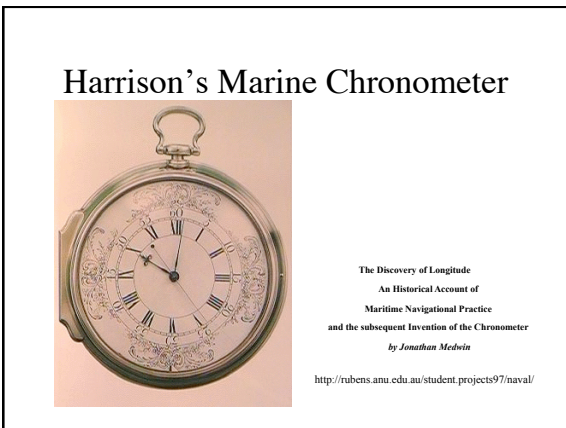 Harrison's Marine Chronometer
The Discovery of Longitude
An Historical Account of
Maritime Navigational Practice
and the subsequent Invention of the Chronometer
by Jonathan Medwin
http://rubens.anu.edu.au/student.projects97/naval/